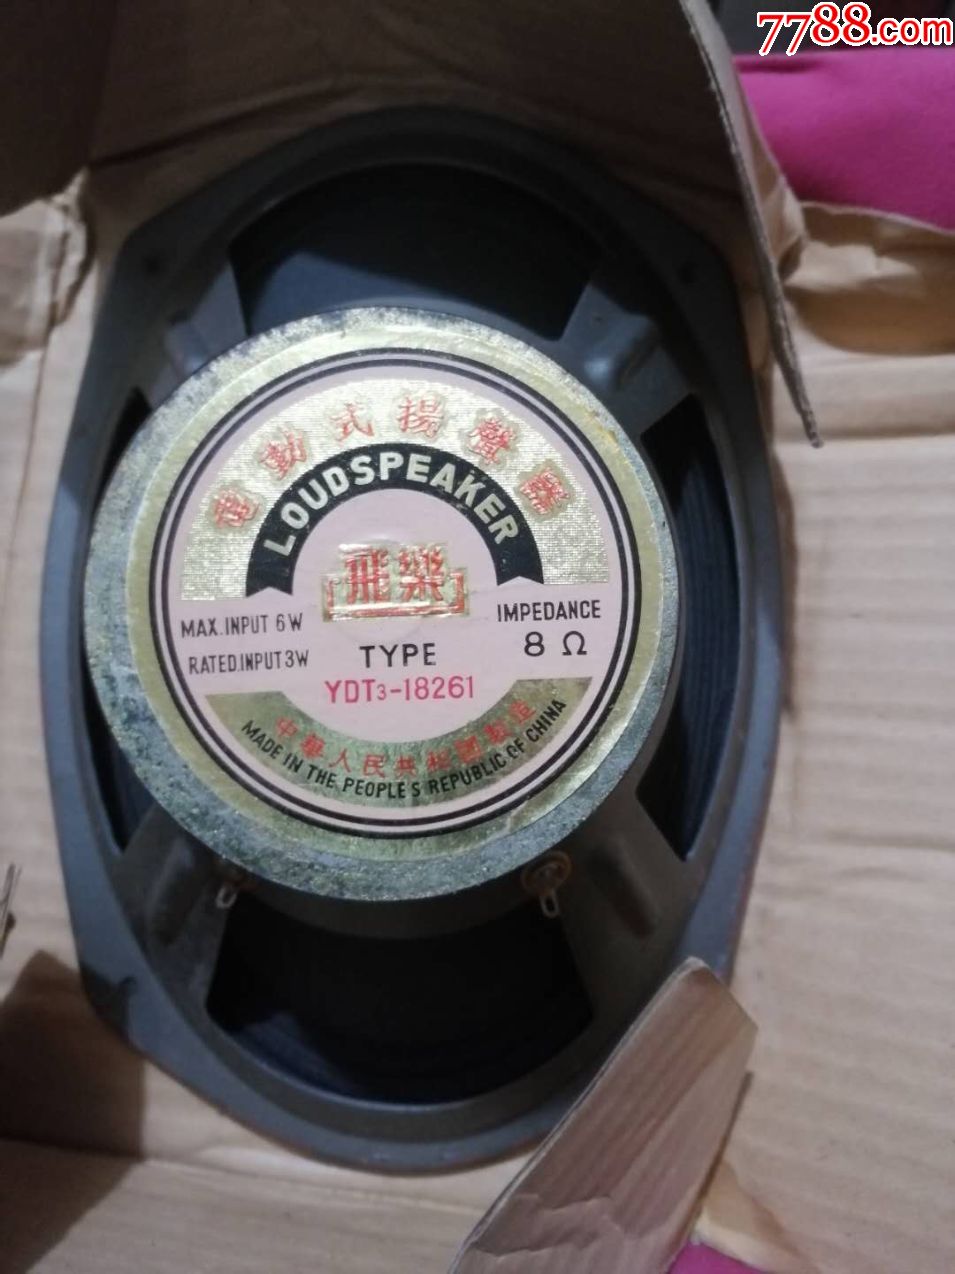 7788.com
電動式揚聲器
LOUDSPEAKER
飛樂
MAX.INPUT 6W
RATED.INPUT 3W
TYPE
YDT3-18261
IMPEDANCE
8 Ω
中華人民共和國製造
MADE IN THE PEOPLE'S REPUBLIC OF CHINA